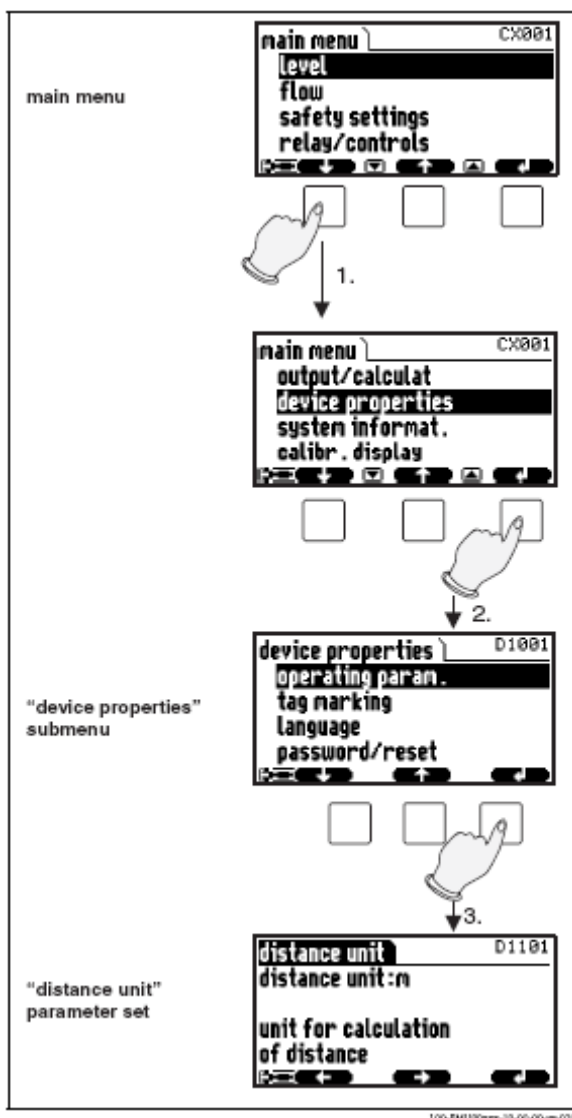 main menu
main menu CX001
level
flow
safety settings
relay/controls
1.
main menu CX001
output/calculat
device properties
system informat.
calibr. display
2.
"device properties"
submenu
device properties D1001
operating param.
tag marking
language
password/reset
3.
"distance unit"
parameter set
distance unit D1101
distance unit:m
unit for calculation
of distance